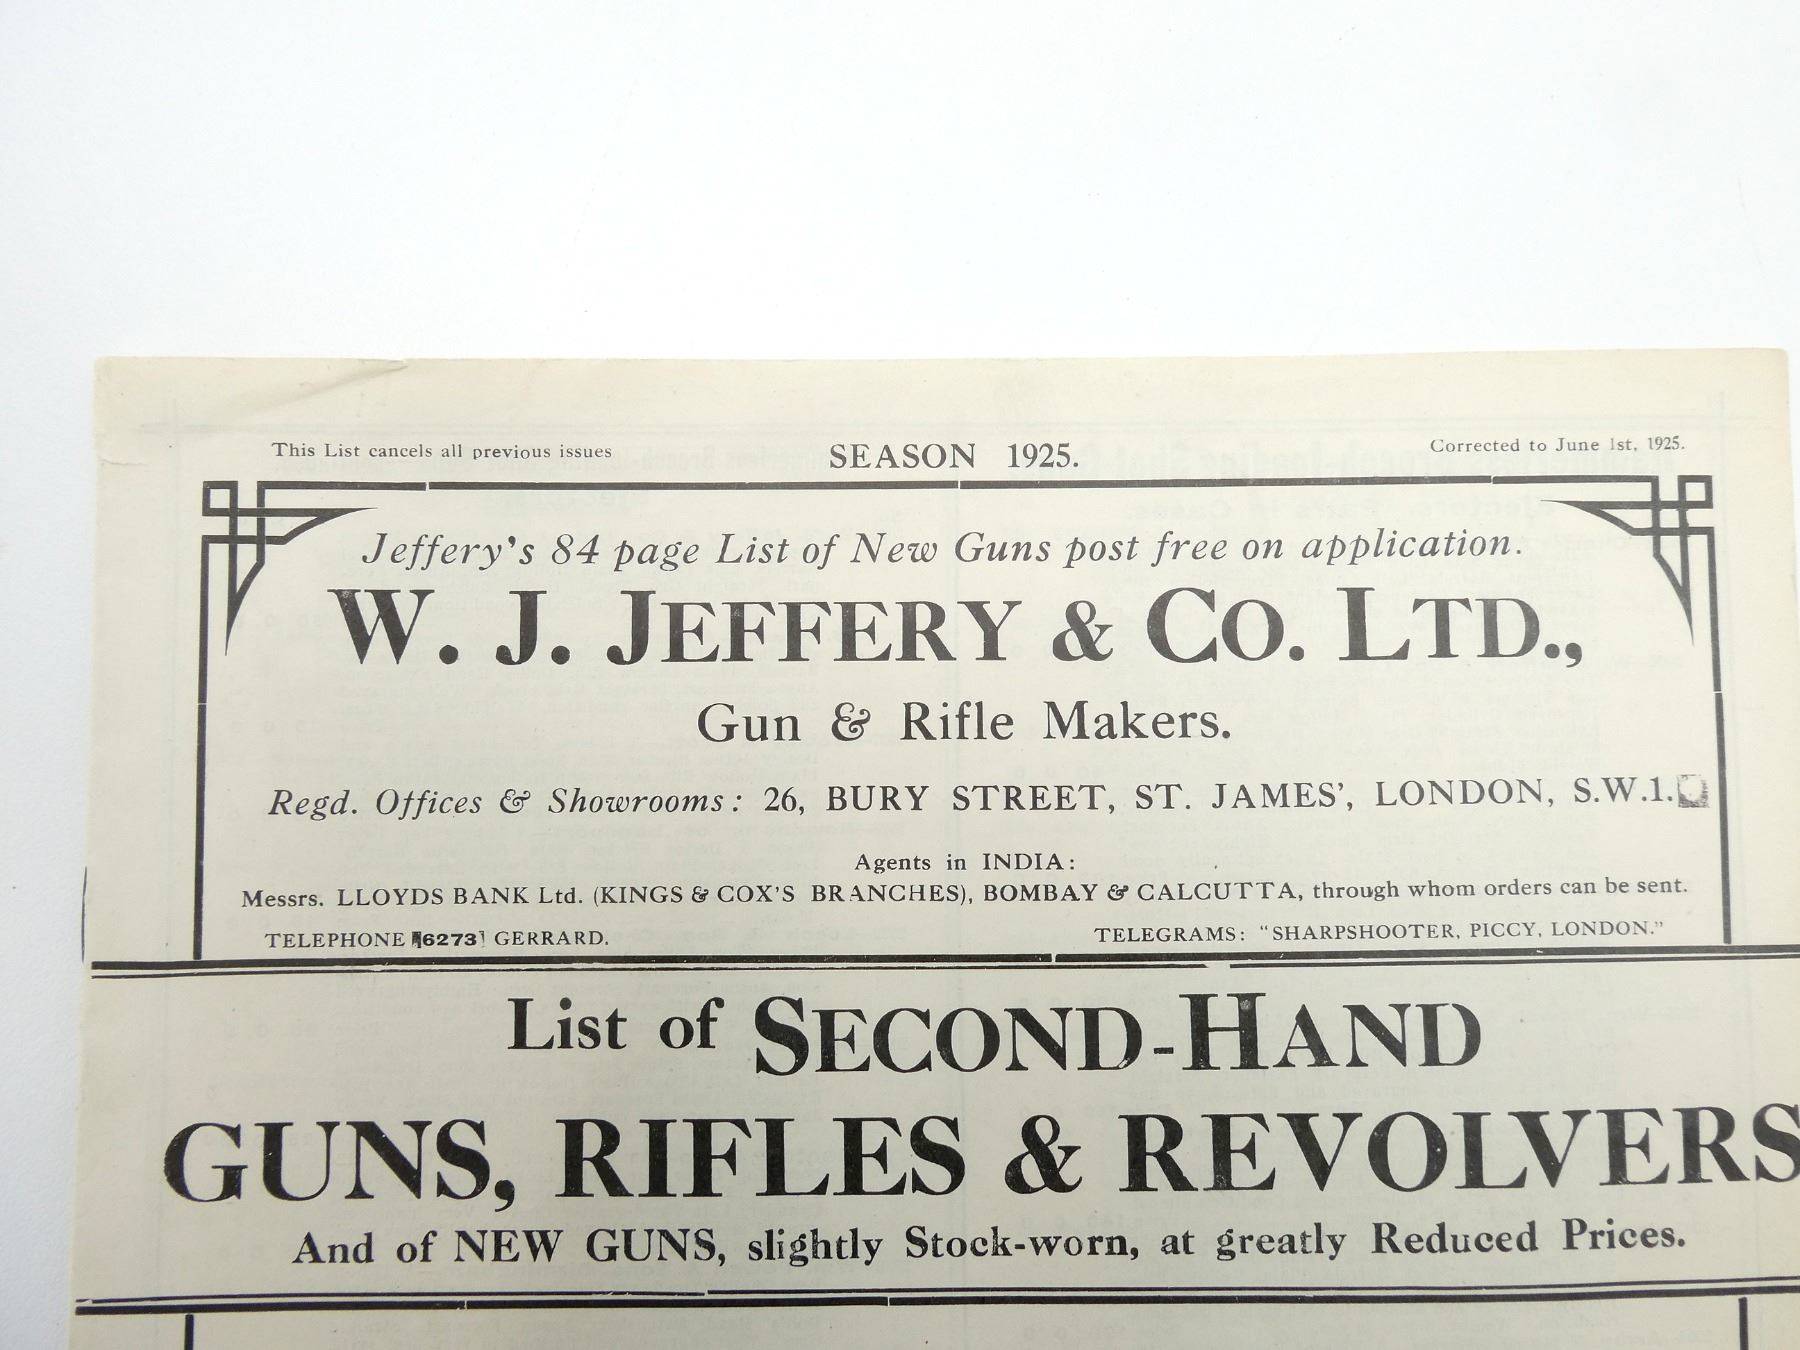 This List cancels all previous issues
SEASON 1925.
Corrected to June 1st, 1925.
Jeffery's 84 page List of New Guns post free on application.
W. J. JEFFERY & CO. LTD.,
Gun & Rifle Makers.
Regd. Offices & Showrooms: 26, BURY STREET, ST. JAMES', LONDON, S.W.1.
Agents in INDIA:
Messrs. LLOYDS BANK Ltd. (KINGS & COX'S BRANCHES), BOMBAY & CALCUTTA, through whom orders can be sent.
TELEPHONE 6273 GERRARD.
TELEGRAMS: "SHARPSHOOTER, PICCY, LONDON."
List of SECOND-HAND
GUNS, RIFLES & REVOLVERS
And of NEW GUNS, slightly Stock-worn, at greatly Reduced Prices.